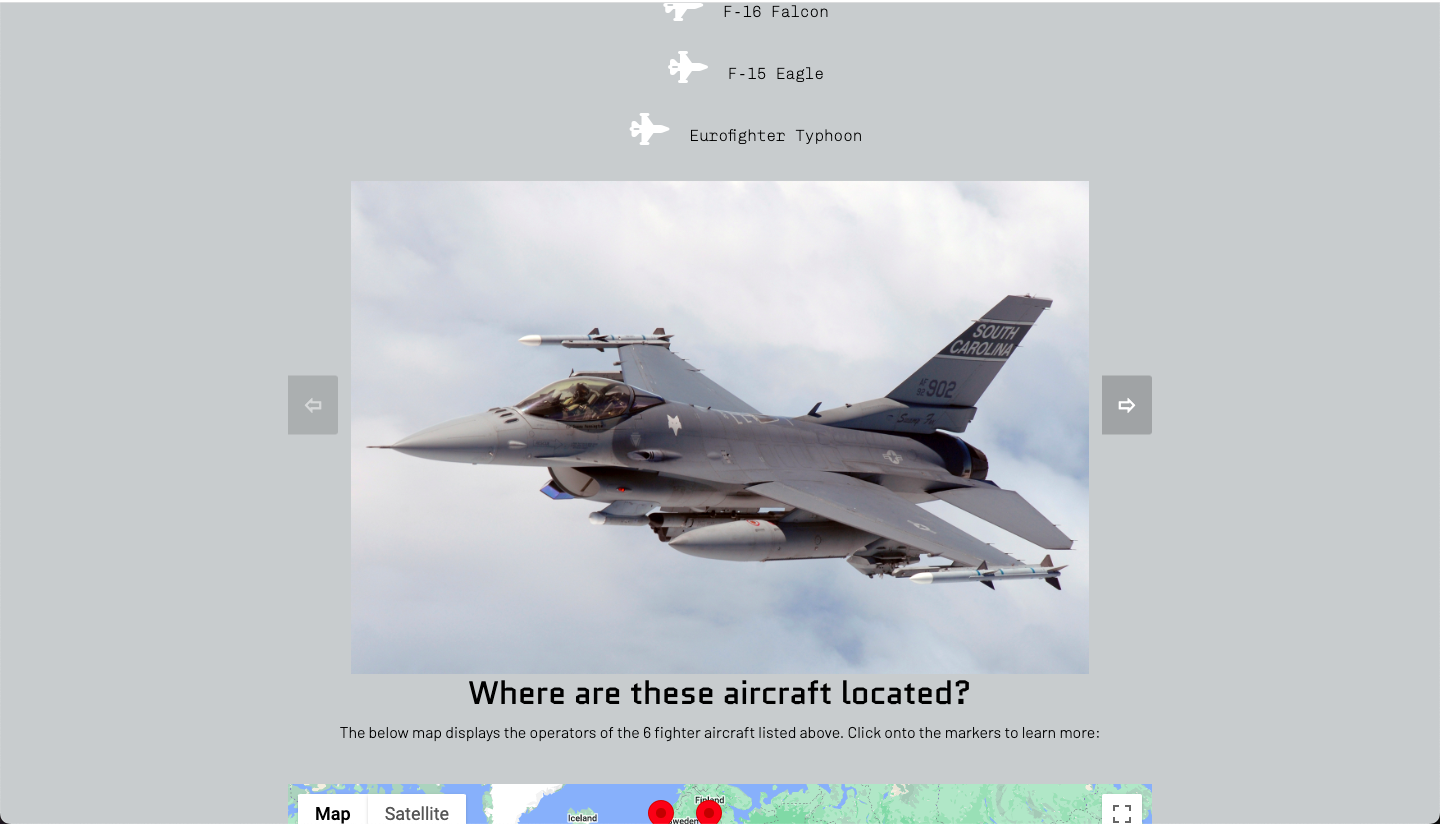 F-16 Falcon
F-15 Eagle
Eurofighter Typhoon
SOUTH
CAROLINA
902
Where are these aircraft located?
The below map displays the operators of the 6 fighter aircraft listed above. Click onto the markers to learn more:
Map
Satellite
Iceland
Finland
Sweden